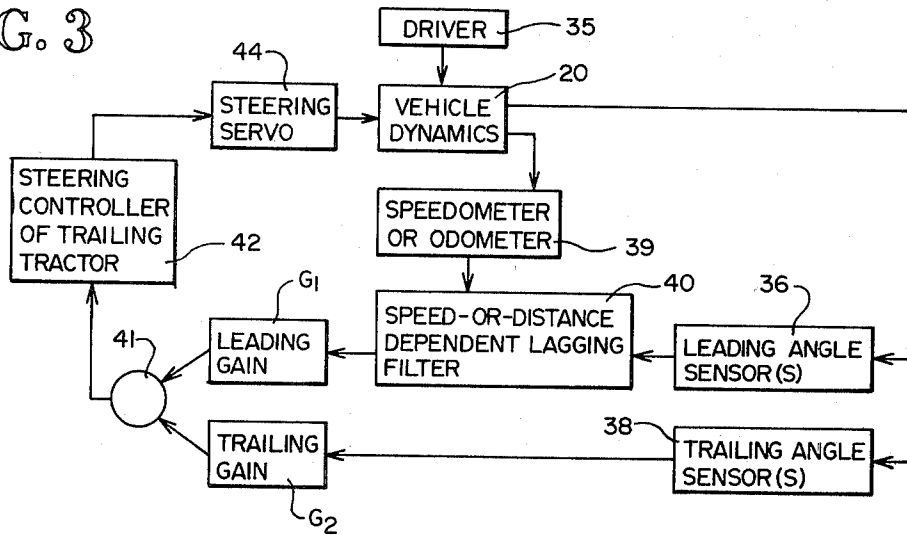 G. 3
DRIVER
35
44
20
STEERING
SERVO
VEHICLE
DYNAMICS
STEERING
CONTROLLER
OF TRAILING
TRACTOR
42
SPEEDOMETER
OR ODOMETER
39
G1
40
36
41
LEADING
GAIN
SPEED-OR-DISTANCE
DEPENDENT LAGGING
FILTER
LEADING ANGLE
SENSOR(S)
38
TRAILING
GAIN
TRAILING ANGLE
SENSOR(S)
G2